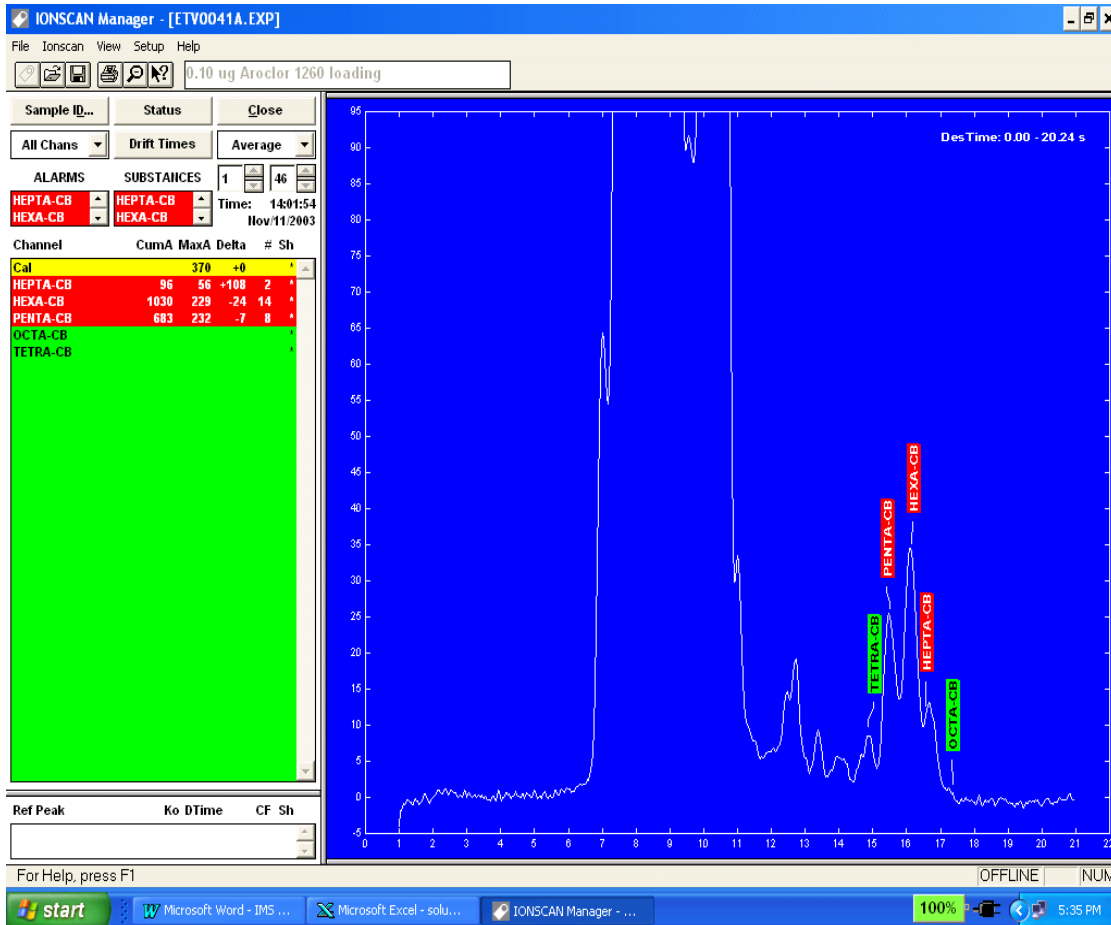 IONSCAN Manager - [ETV0041A.EXP]
File Ionscan View Setup Help
0.10 ug Aroclor 1260 loading
Sample ID... Status Close
All Chans Drift Times Average
ALARMS SUBSTANCES 1 46
HEPTA-CB HEPTA-CB Time: 14:01:54
HEXA-CB HEXA-CB Nov/11/2003
Channel CumA MaxA Delta # Sh
Cal 370 +0 *
HEPTA-CB 96 56 +108 2 *
HEXA-CB 1030 229 -24 14 *
PENTA-CB 683 232 -7 8 *
OCTA-CB *
TETRA-CB *
Ref Peak Ko DTime CF Sh
DesTime: 0.00 - 20.24 s
95
90
85
80
75
70
65
60
55
50
45
40
35
30
25
20
15
10
5
0
-5
TETRA-CB
PENTA-CB
HEXA-CB
HEPTA-CB
OCTA-CB
0 1 2 3 4 5 6 7 8 9 10 11 12 13 14 15 16 17 18 19 20 21 22
For Help, press F1 OFFLINE NUM
start Microsoft Word - IMS ... Microsoft Excel - solu... IONSCAN Manager - ... 100% 5:35 PM